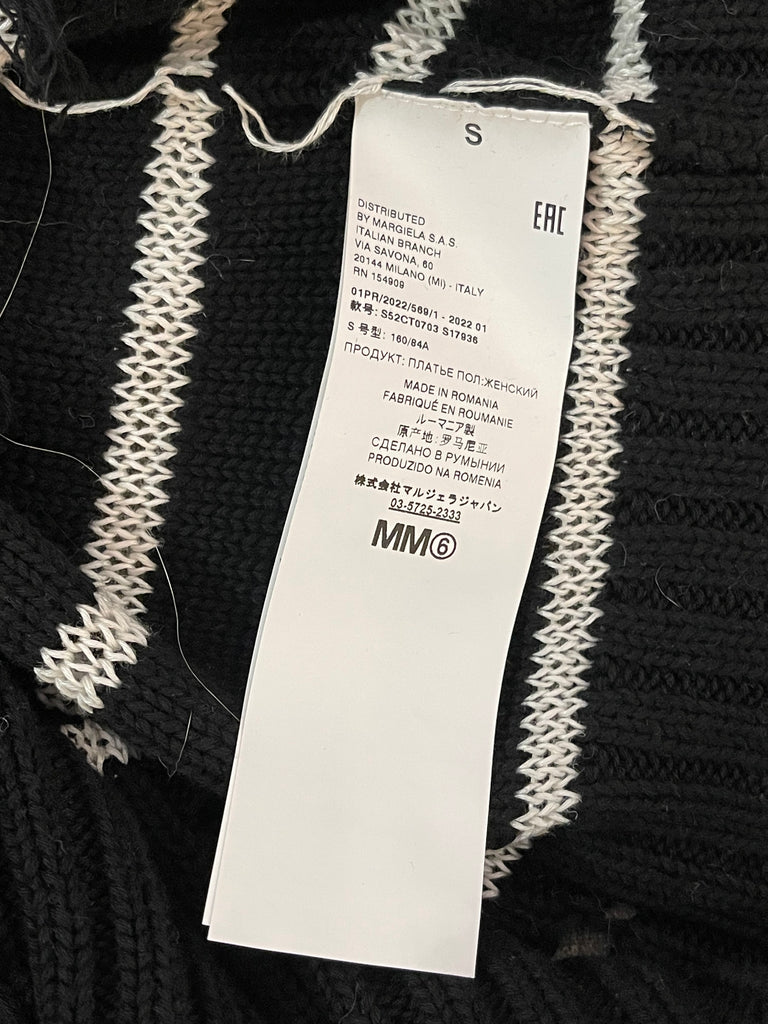 S
EAC
DISTRIBUTED
BY MARGIELA S.A.S.
ITALIAN BRANCH
VIA SAVONA, 60
20144 MILANO (MI) - ITALY
RN 154909
01PR/2022/569/1 - 2022 01
款号: S52CT0703 S17936
S 号型: 160/84A
ПРОДУКТ: ПЛАТЬЕ ПОЛ:ЖЕНСКИЙ
MADE IN ROMANIA
FABRIQUÉ EN ROUMANIE
ルーマニア製
原产地: 罗马尼亚
СДЕЛАНО В РУМЫНИИ
PRODUZIDO NA ROMENIA
株式会社マルジェラジャパン
03-5725-2333
MM⑥